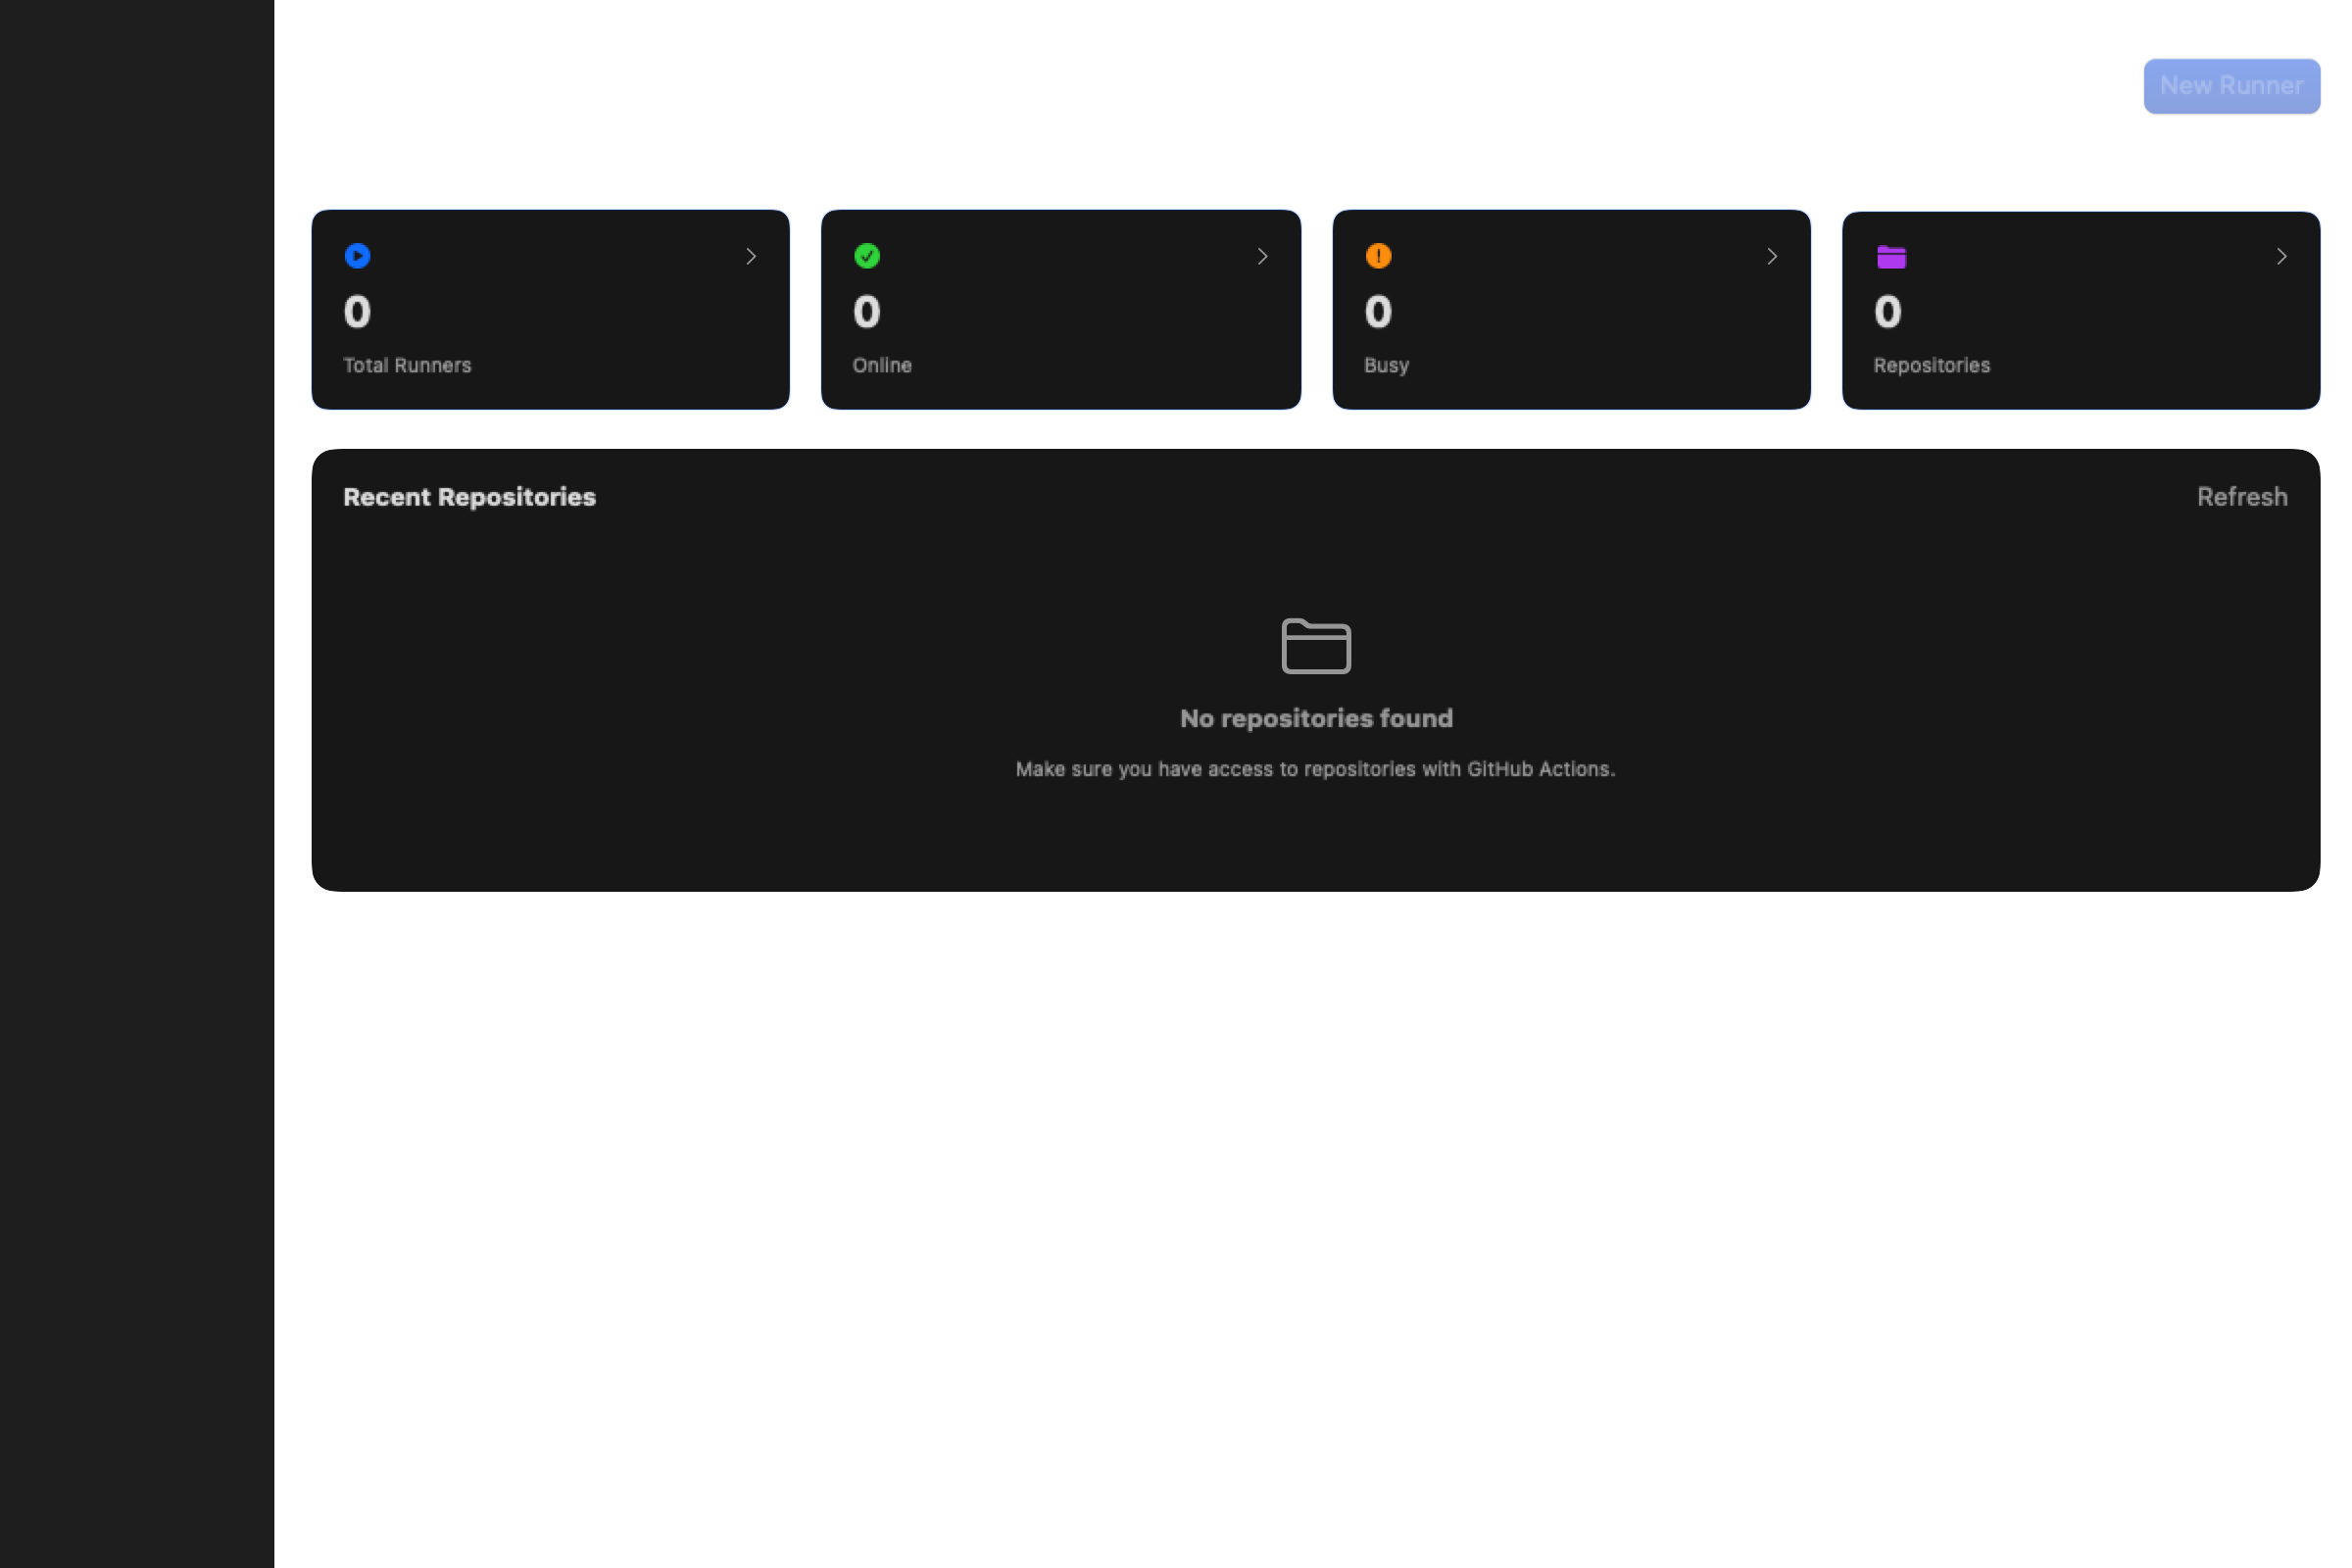 New Runner
0
Total Runners
0
Online
0
Busy
0
Repositories
Recent Repositories
Refresh
No repositories found
Make sure you have access to repositories with GitHub Actions.